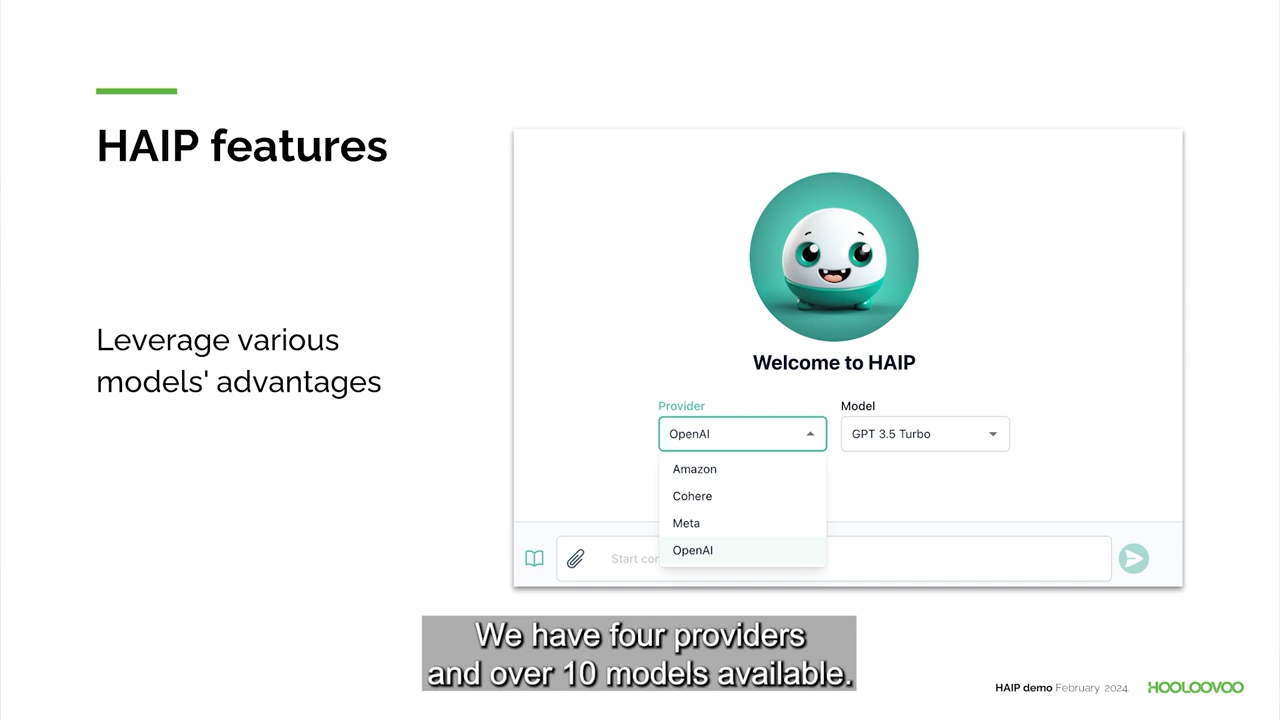 HAIP features
Leverage various
models' advantages
Welcome to HAIP
Provider
Model
OpenAI
GPT 3.5 Turbo
Amazon
Cohere
Meta
OpenAI
Start
We have four providers
and over 10 models available.
HAIP demo February 2024.
HOOLOOVOO